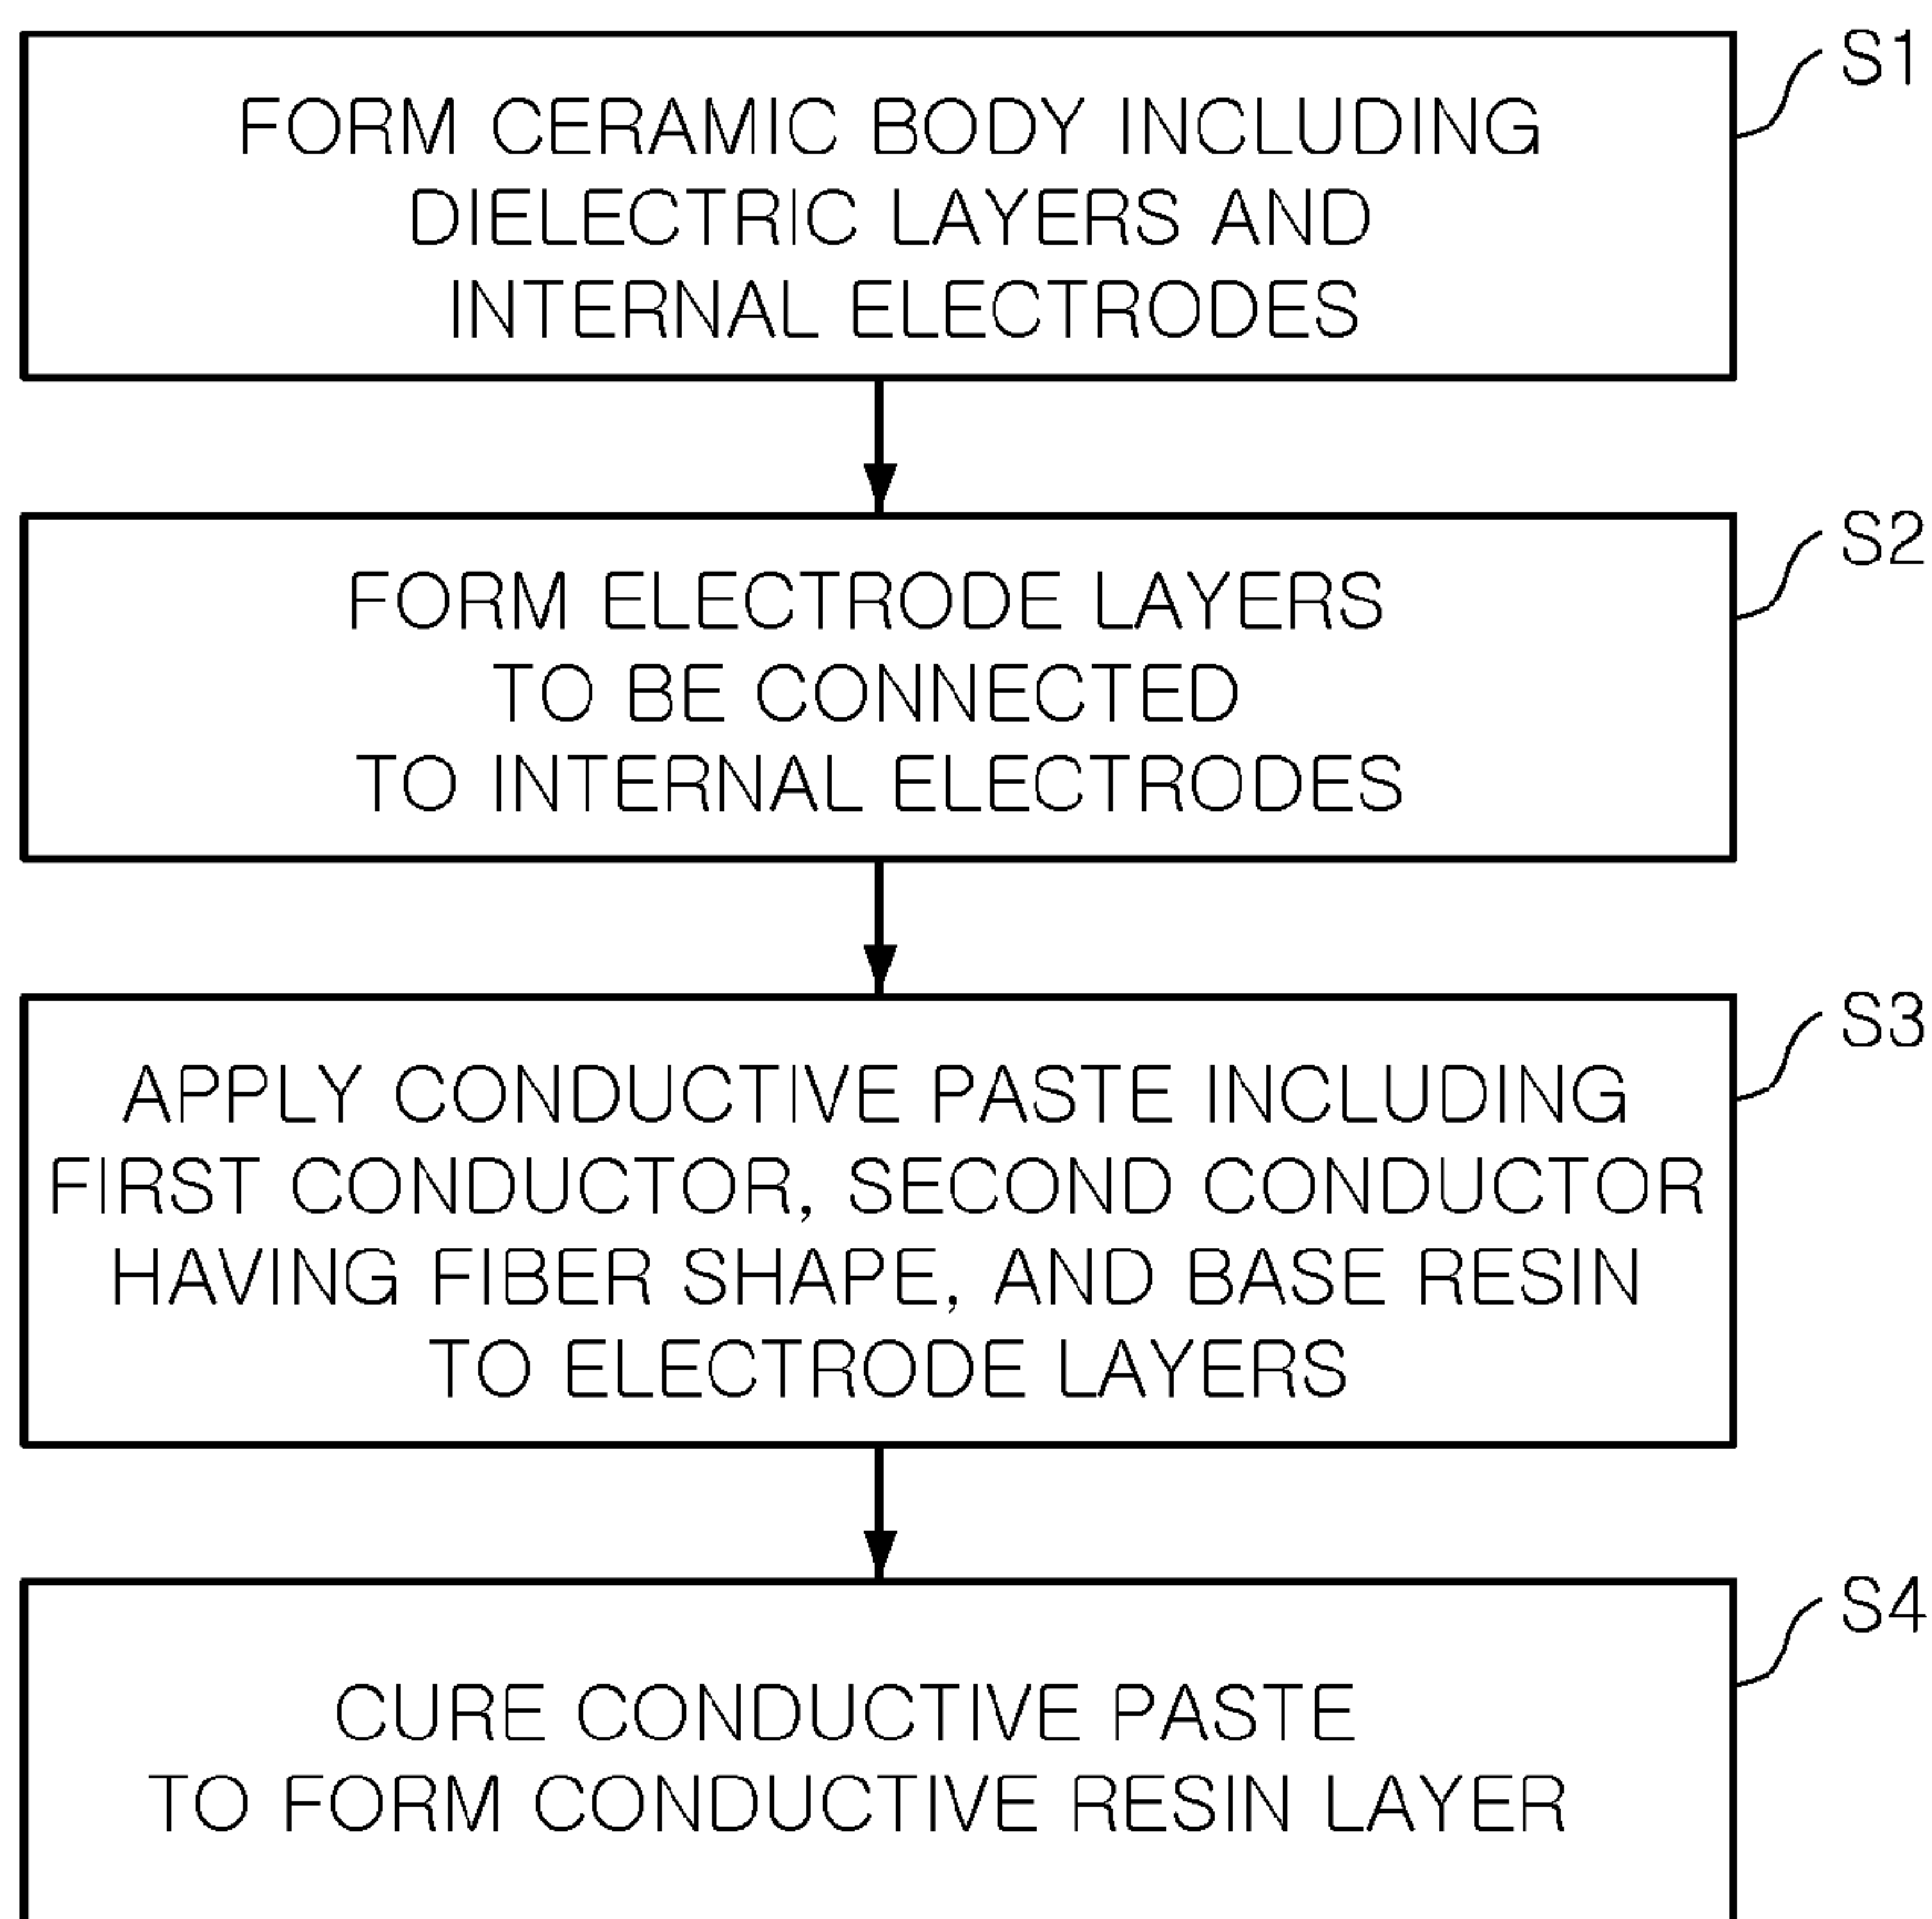 S1
FORM CERAMIC BODY INCLUDING
DIELECTRIC LAYERS AND
INTERNAL ELECTRODES
S2
FORM ELECTRODE LAYERS
TO BE CONNECTED
TO INTERNAL ELECTRODES
S3
APPLY CONDUCTIVE PASTE INCLUDING
FIRST CONDUCTOR, SECOND CONDUCTOR
HAVING FIBER SHAPE, AND BASE RESIN
TO ELECTRODE LAYERS
S4
CURE CONDUCTIVE PASTE
TO FORM CONDUCTIVE RESIN LAYER